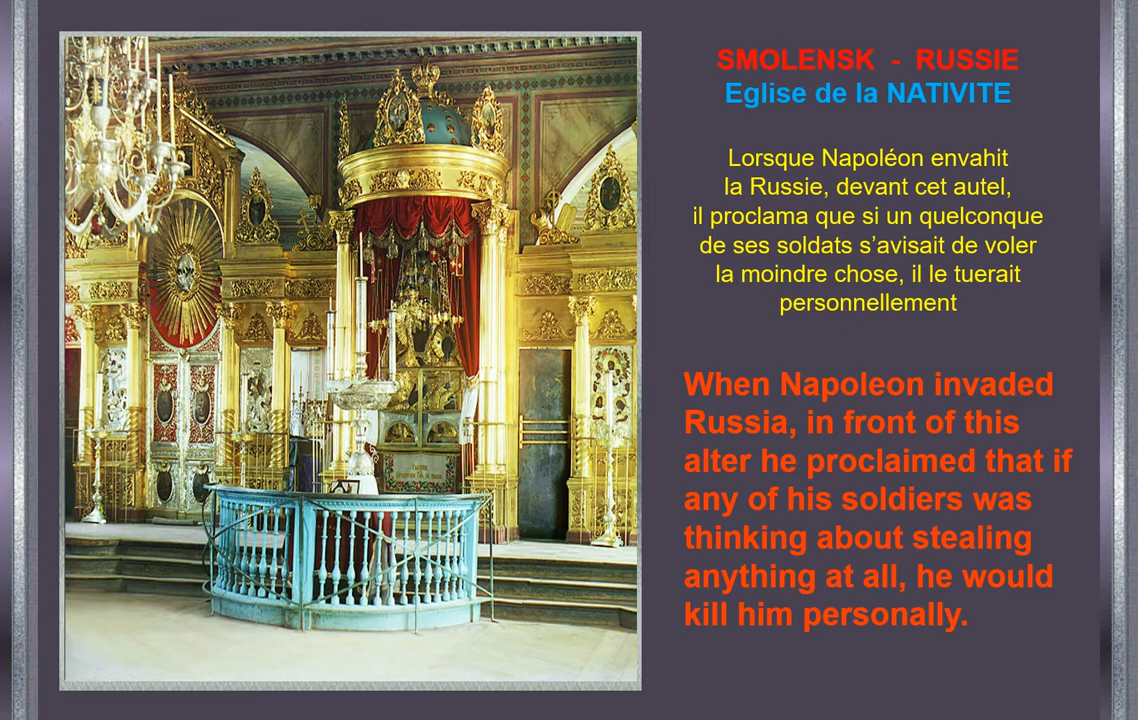 SMOLENSK - RUSSIE
Eglise de la NATIVITE
Lorsque Napoléon envahit
la Russie, devant cet autel,
il proclama que si un quelconque
de ses soldats s’avisait de voler
la moindre chose, il le tuerait
personnellement
When Napoleon invaded
Russia, in front of this
alter he proclaimed that if
any of his soldiers was
thinking about stealing
anything at all, he would
kill him personally.